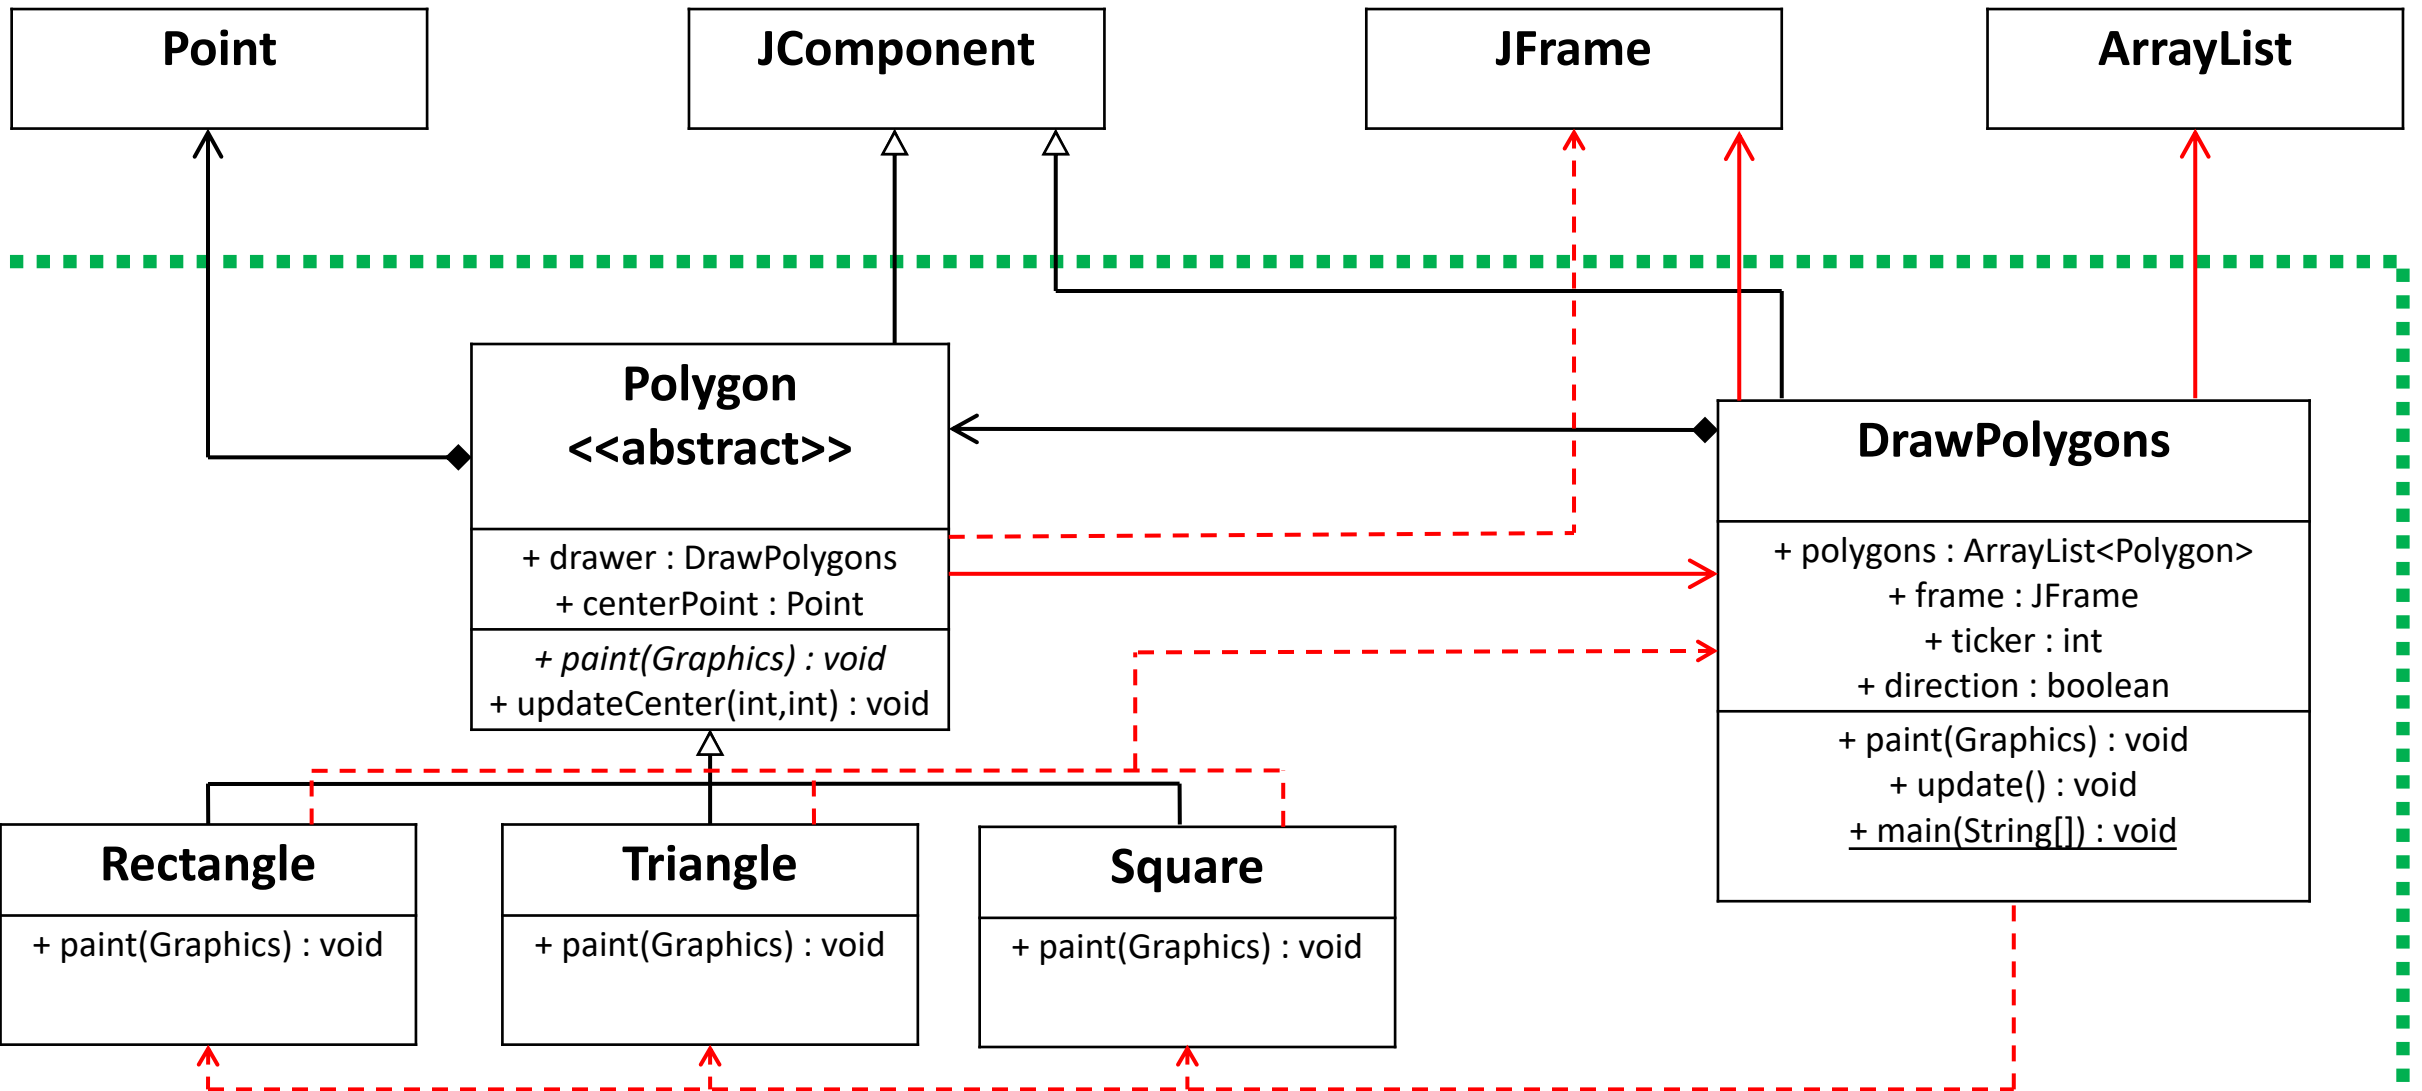 Point
JComponent
JFrame
ArrayList
Polygon
<<abstract>>
+ drawer : DrawPolygons
+ centerPoint : Point
+ paint(Graphics) : void
+ updateCenter(int,int) : void
DrawPolygons
+ polygons : ArrayList<Polygon>
+ frame : JFrame
+ ticker : int
+ direction : boolean
+ paint(Graphics) : void
+ update() : void
+ main(String[]) : void
Rectangle
+ paint(Graphics) : void
Triangle
+ paint(Graphics) : void
Square
+ paint(Graphics) : void